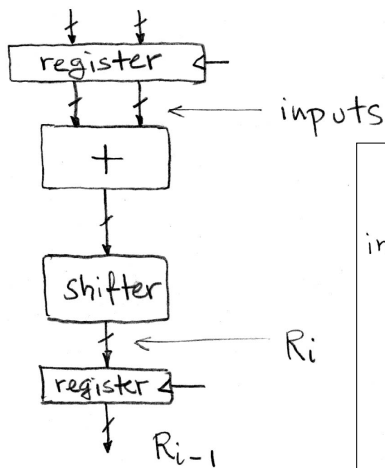 register
inputs
+
in
shifter
Ri
register
Ri-1